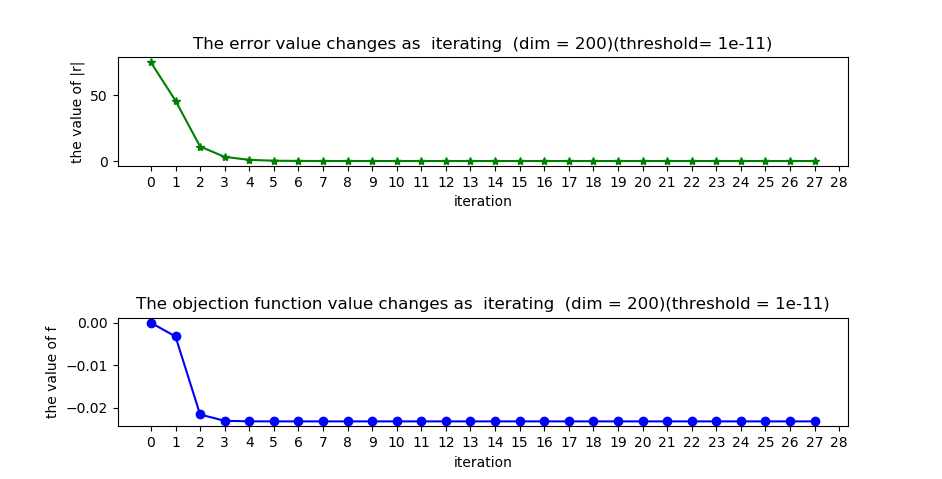 The error value changes as  iterating  (dim = 200)(threshold= 1e-11)
the value of |r|
50
0
0 1 2 3 4 5 6 7 8 9 10 11 12 13 14 15 16 17 18 19 20 21 22 23 24 25 26 27 28
iteration
The objection function value changes as  iterating  (dim = 200)(threshold = 1e-11)
the value of f
0.00
−0.01
−0.02
0 1 2 3 4 5 6 7 8 9 10 11 12 13 14 15 16 17 18 19 20 21 22 23 24 25 26 27 28
iteration